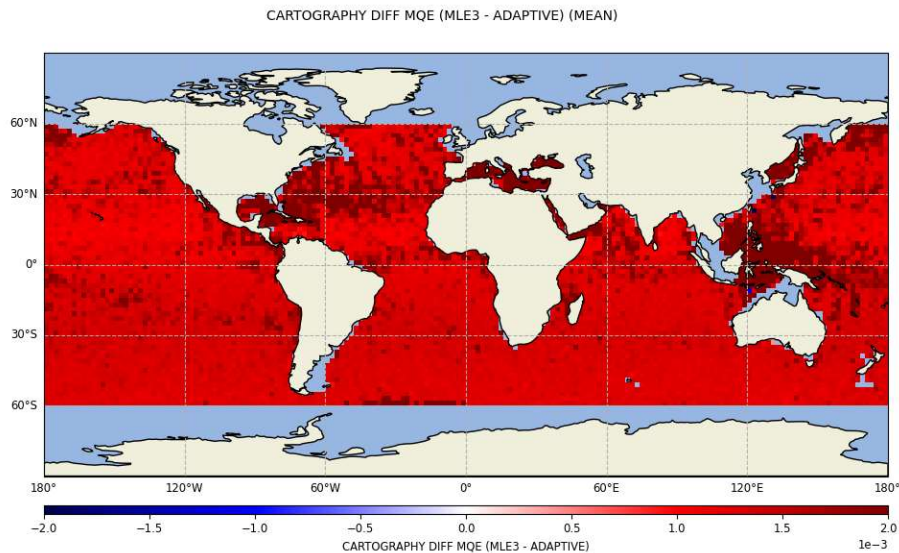 CARTOGRAPHY DIFF MQE (MLE3 - ADAPTIVE) (MEAN)
60°N
30°N
0°
30°S
60°S
180° 120°W 60°W 0° 60°E 120°E 180°
−2.0 −1.5 −1.0 −0.5 0.0 0.5 1.0 1.5 2.0
1e−3
CARTOGRAPHY DIFF MQE (MLE3 - ADAPTIVE)